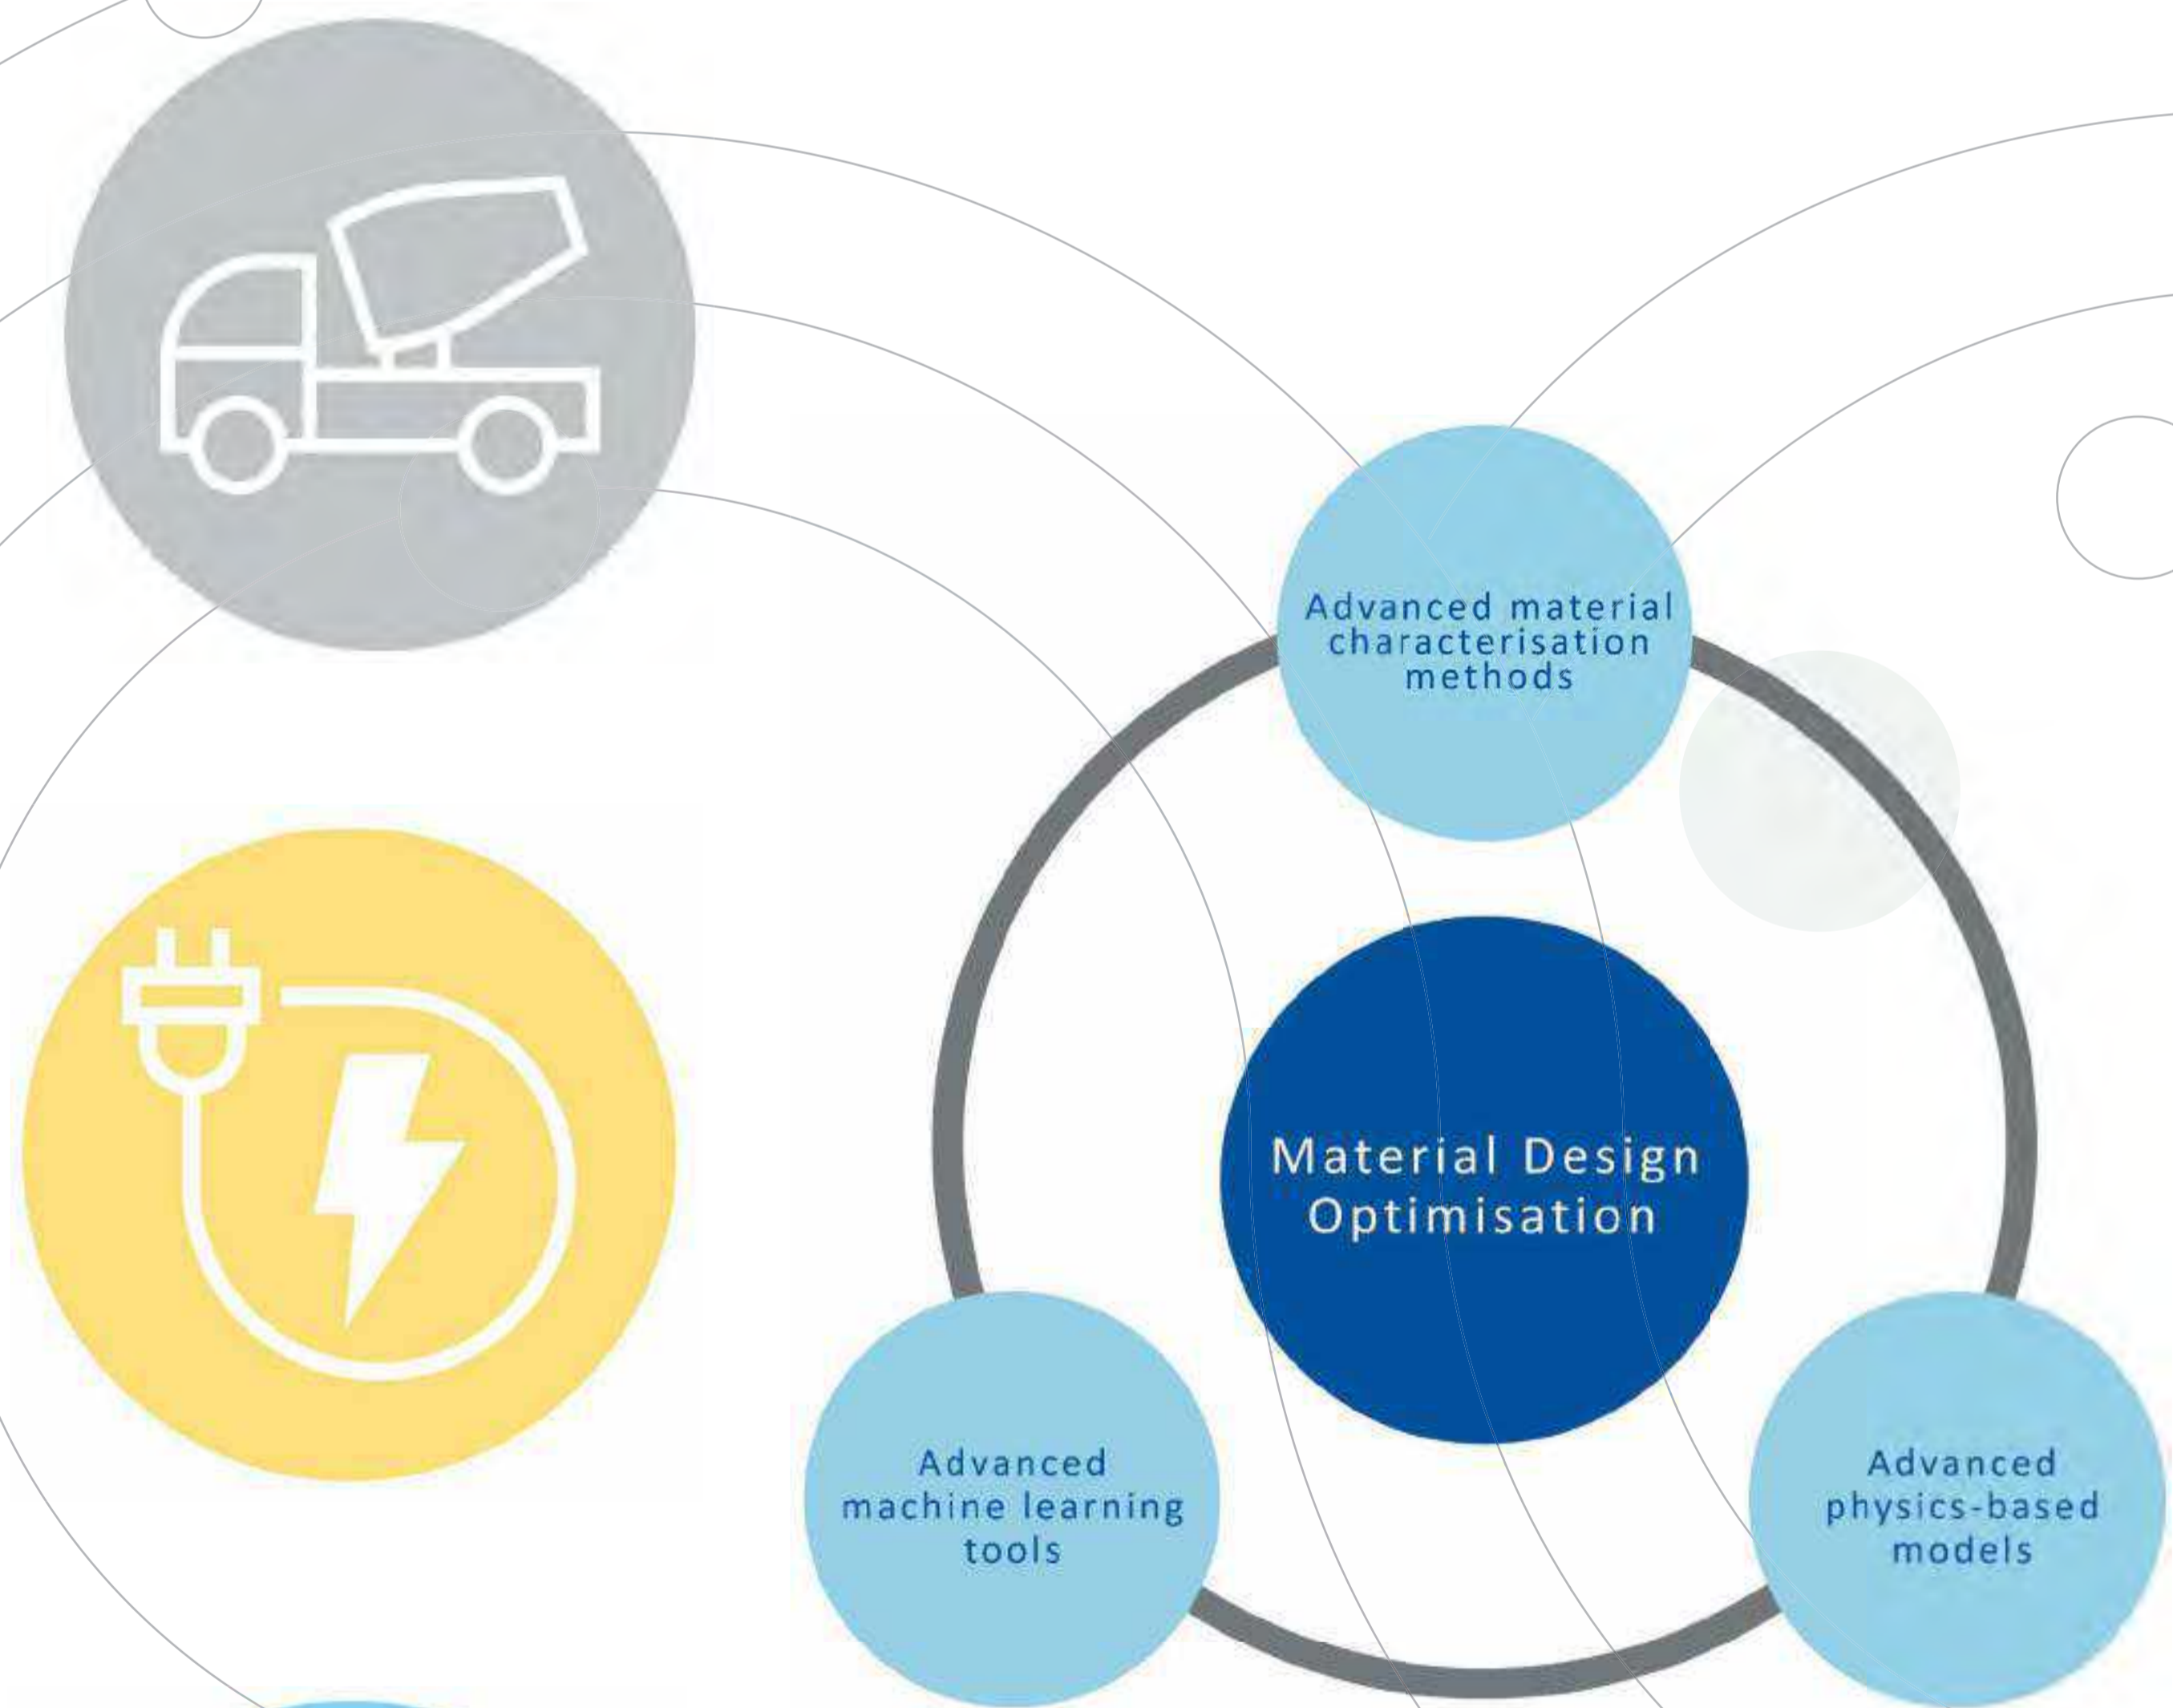 Advanced material
characterisation
methods
Material Design
Optimisation
Advanced
machine learning
tools
Advanced
physics-based
models